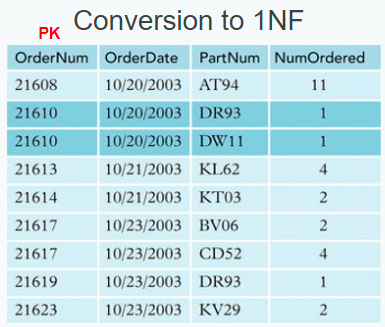 Conversion to 1NF
PK
OrderNum OrderDate PartNum NumOrdered
21608 10/20/2003 AT94 11
21610 10/20/2003 DR93 1
21610 10/20/2003 DW11 1
21613 10/21/2003 KL62 4
21614 10/21/2003 KT03 2
21617 10/23/2003 BV06 2
21617 10/23/2003 CD52 4
21619 10/23/2003 DR93 1
21623 10/23/2003 KV29 2